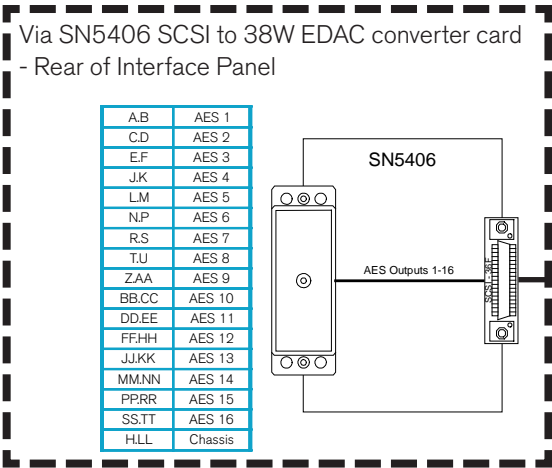 Via SN5406 SCSI to 38W EDAC converter card
- Rear of Interface Panel
A.B AES 1
C.D AES 2
E.F AES 3
J.K AES 4
L.M AES 5
N.P AES 6
R.S AES 7
T.U AES 8
Z.AA AES 9
BB.CC AES 10
DD.EE AES 11
FF.HH AES 12
JJ.KK AES 13
MM.NN AES 14
PP.RR AES 15
SS.TT AES 16
H.LL Chassis
SN5406
AES Outputs 1-16
SCSI - 36F